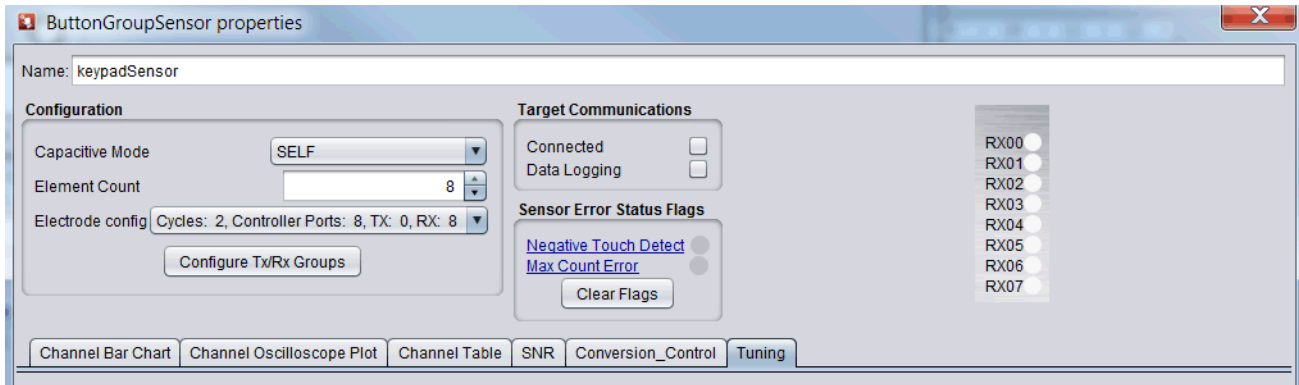 ButtonGroupSensor properties
X
Name: keypadSensor
Configuration
Capacitive Mode SELF
Element Count 8
Electrode config Cycles: 2, Controller Ports: 8, TX: 0, RX: 8
Configure Tx/Rx Groups
Target Communications
Connected
Data Logging
Sensor Error Status Flags
Negative Touch Detect
Max Count Error
Clear Flags
RX00
RX01
RX02
RX03
RX04
RX05
RX06
RX07
Channel Bar Chart Channel Oscilloscope Plot Channel Table SNR Conversion_Control Tuning